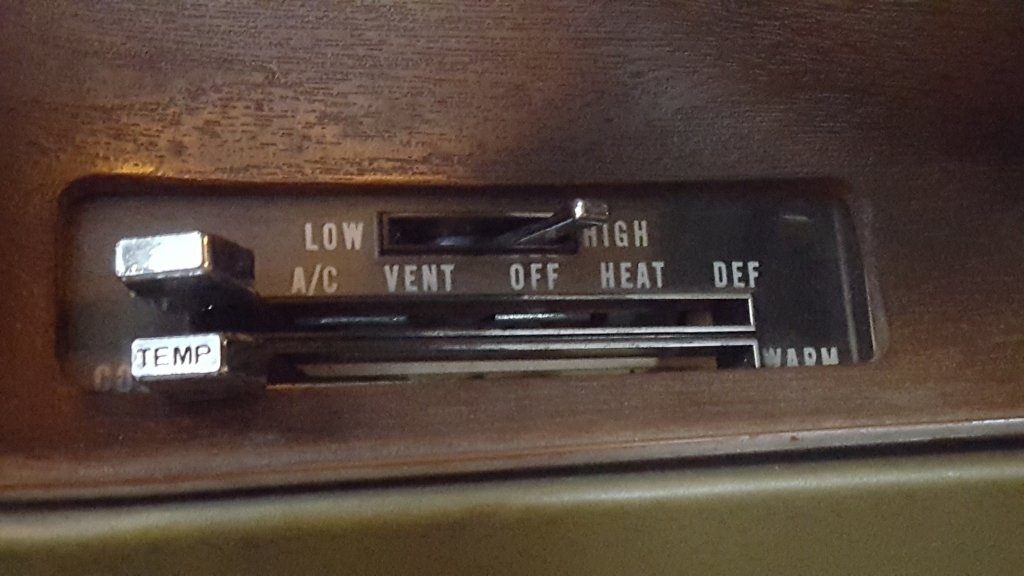 LOW HIGH
A/C VENT OFF HEAT DEF
TEMP WARM